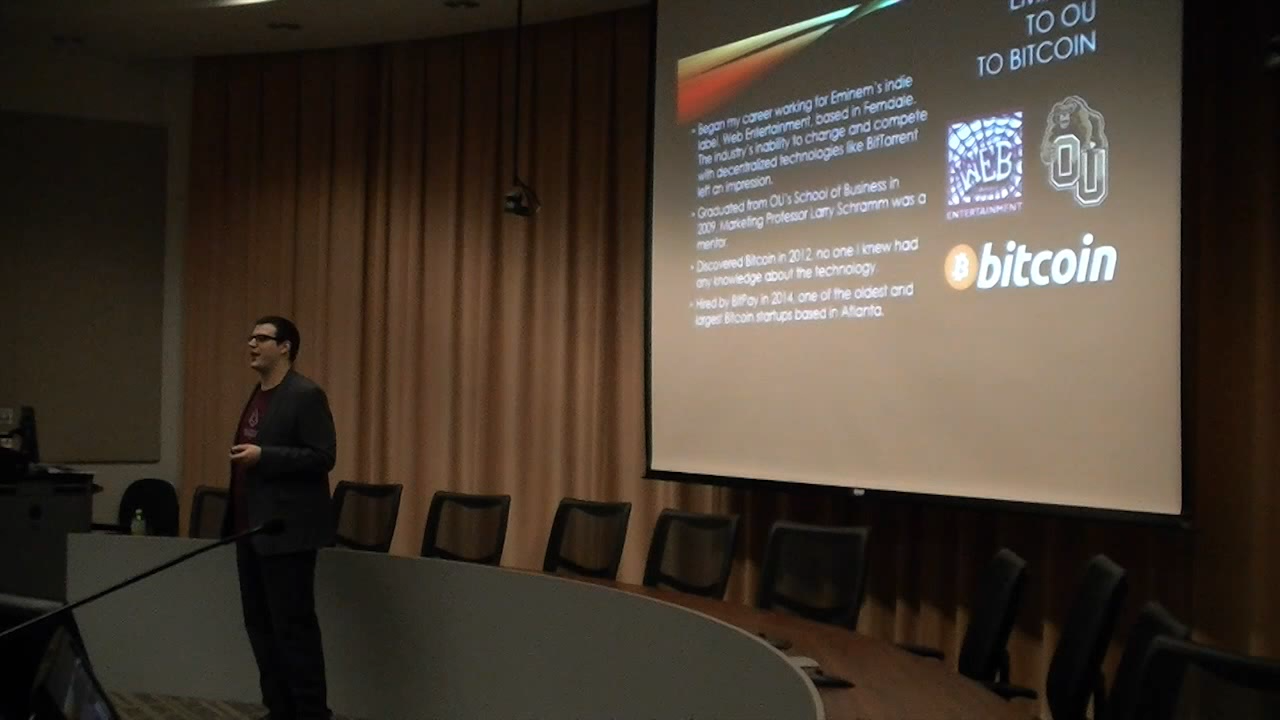 TO OU
TO BITCOIN
• Began my career working for Eminem's indie
label, Web Entertainment, based in Ferndale.
The industry's inability to change and compete
with decentralized technologies like BitTorrent
left an impression.
• Graduated from OU's School of Business in
2009. Marketing Professor Larry Schramm was a
mentor.
• Discovered Bitcoin in 2012, no one I knew had
any knowledge about the technology.
• Hired by BitPay in 2014, one of the oldest and
largest Bitcoin startups based in Atlanta.
WEB
ENTERTAINMENT
OU
bitcoin